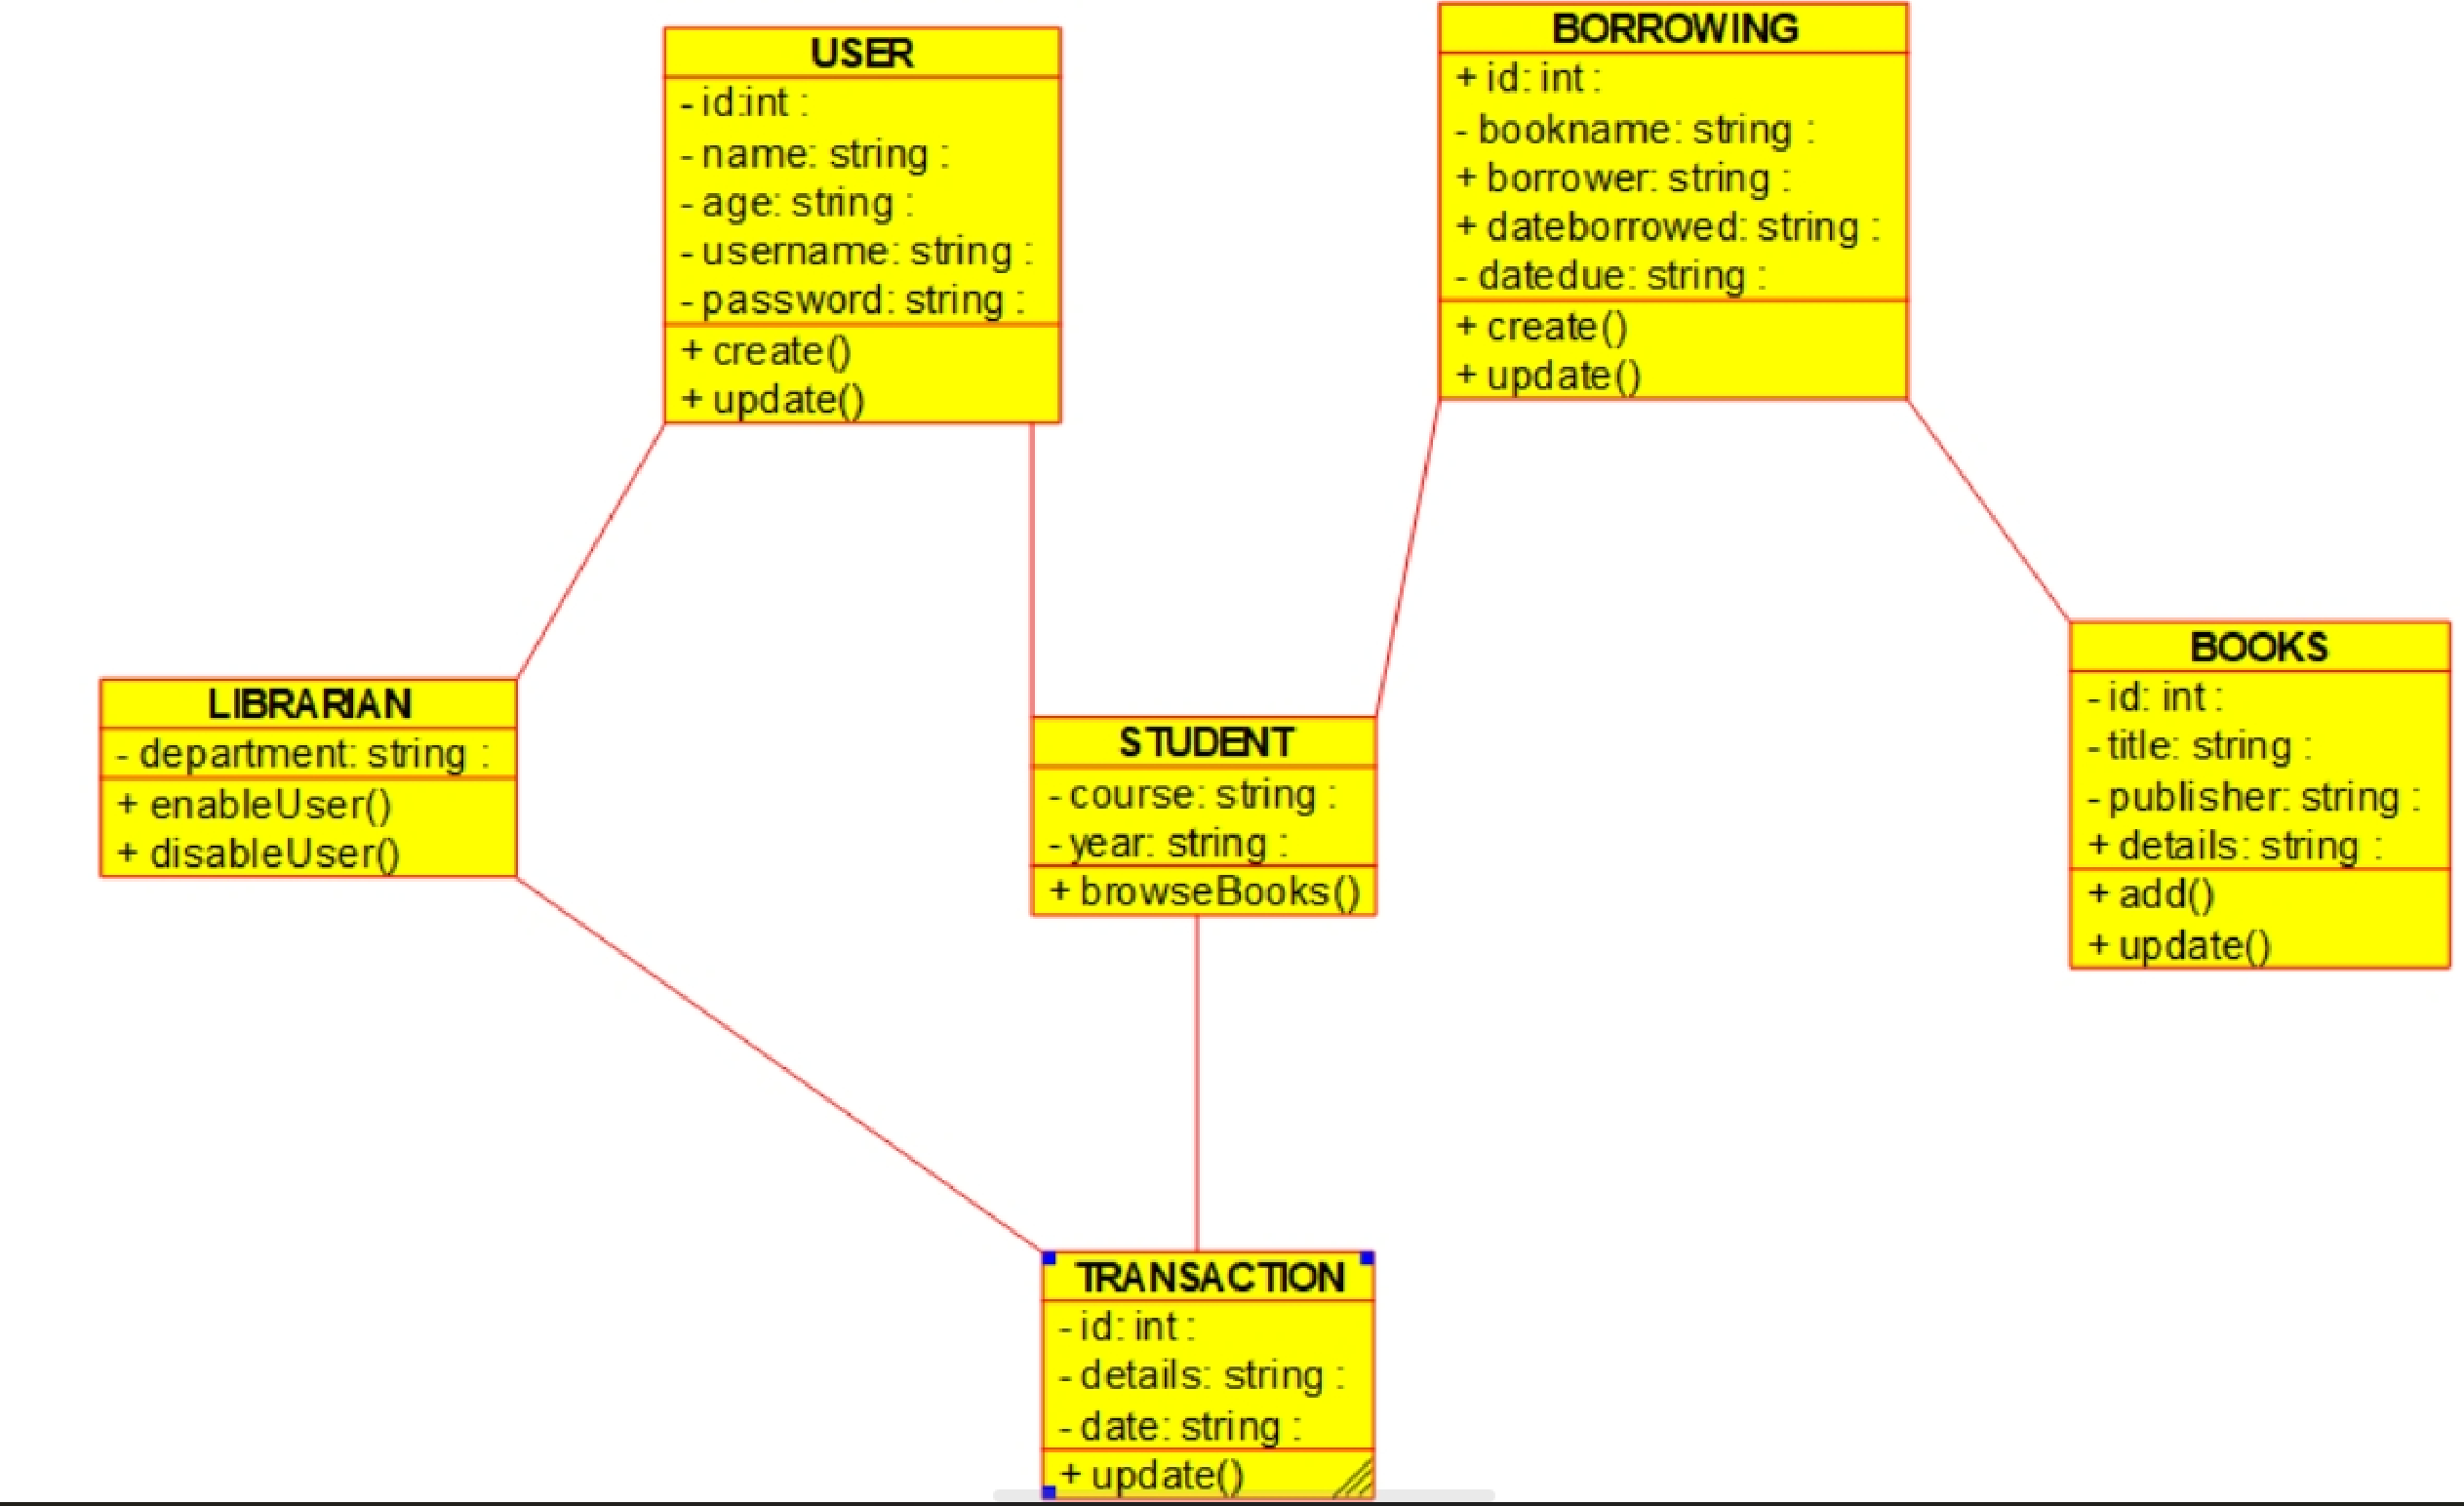 USER
- id:int :
- name: string :
- age: string :
- username: string :
- password: string :
+ create()
+ update()
BORROWING
+ id: int :
- bookname: string :
+ borrower: string :
+ dateborrowed: string :
- datedue: string :
+ create()
+ update()
LIBRARIAN
- department: string :
+ enableUser()
+ disableUser()
STUDENT
- course: string :
- year: string :
+ browseBooks()
BOOKS
- id: int :
- title: string :
- publisher: string :
+ details: string :
+ add()
+ update()
TRANSACTION
- id: int :
- details: string :
- date: string :
+ update()